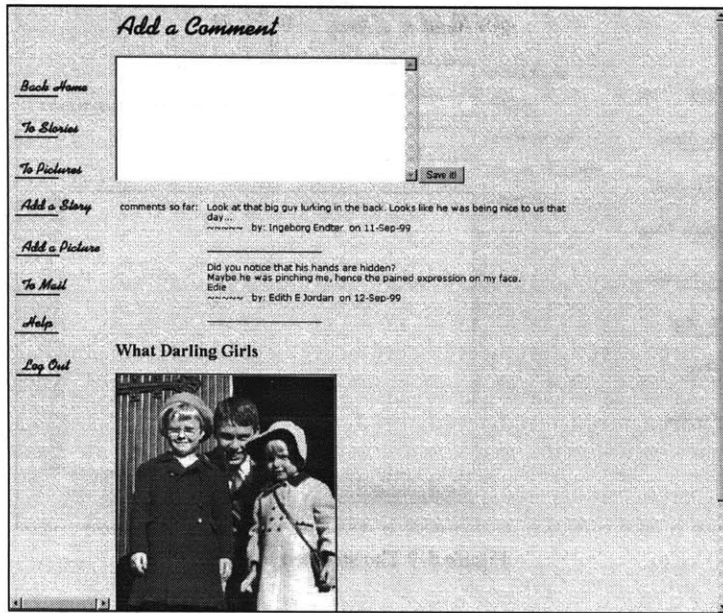 Add a Comment
Back Home
To Stories
To Pictures
Add a Story
Add a Picture
To Mail
Help
Log Out
Save it!
comments so far: Look at that big guy lurking in the back. Looks like he was being nice to us that
day...
~~~~~ by: Ingeborg Endter on 11-Sep-99
Did you notice that his hands are hidden?
Maybe he was pinching me, hence the pained expression on my face.
Edie
~~~~~ by: Edith E Jordan on 12-Sep-99
What Darling Girls